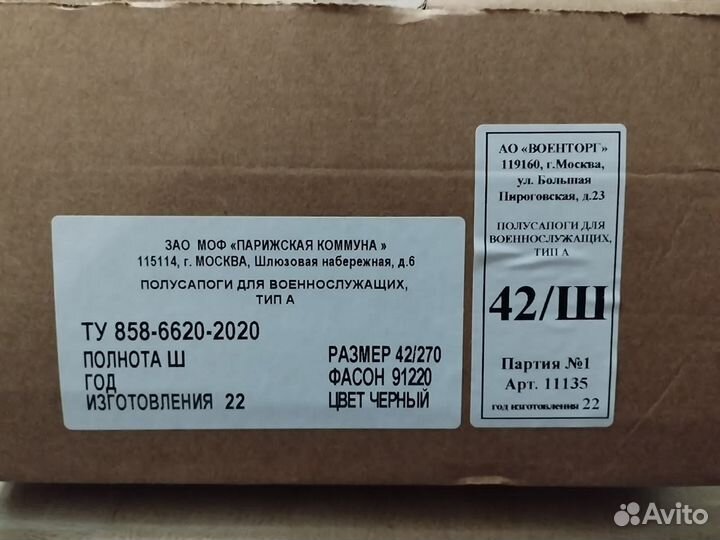 ЗАО МОФ «ПАРИЖСКАЯ КОММУНА »
115114, г. МОСКВА, Шлюзовая набережная, д.6
ПОЛУСАПОГИ ДЛЯ ВОЕННОСЛУЖАЩИХ,
ТИП А
ТУ 858-6620-2020
ПОЛНОТА Ш
ГОД
ИЗГОТОВЛЕНИЯ 22
РАЗМЕР 42/270
ФАСОН 91220
ЦВЕТ ЧЕРНЫЙ
АО «ВОЕНТОРГ»
119160, г.Москва,
ул. Большая
Пироговская, д.23
ПОЛУСАПОГИ ДЛЯ
ВОЕННОСЛУЖАЩИХ,
ТИП А
42/Ш
Партия №1
Арт. 11135
год изготовления 22
Avito